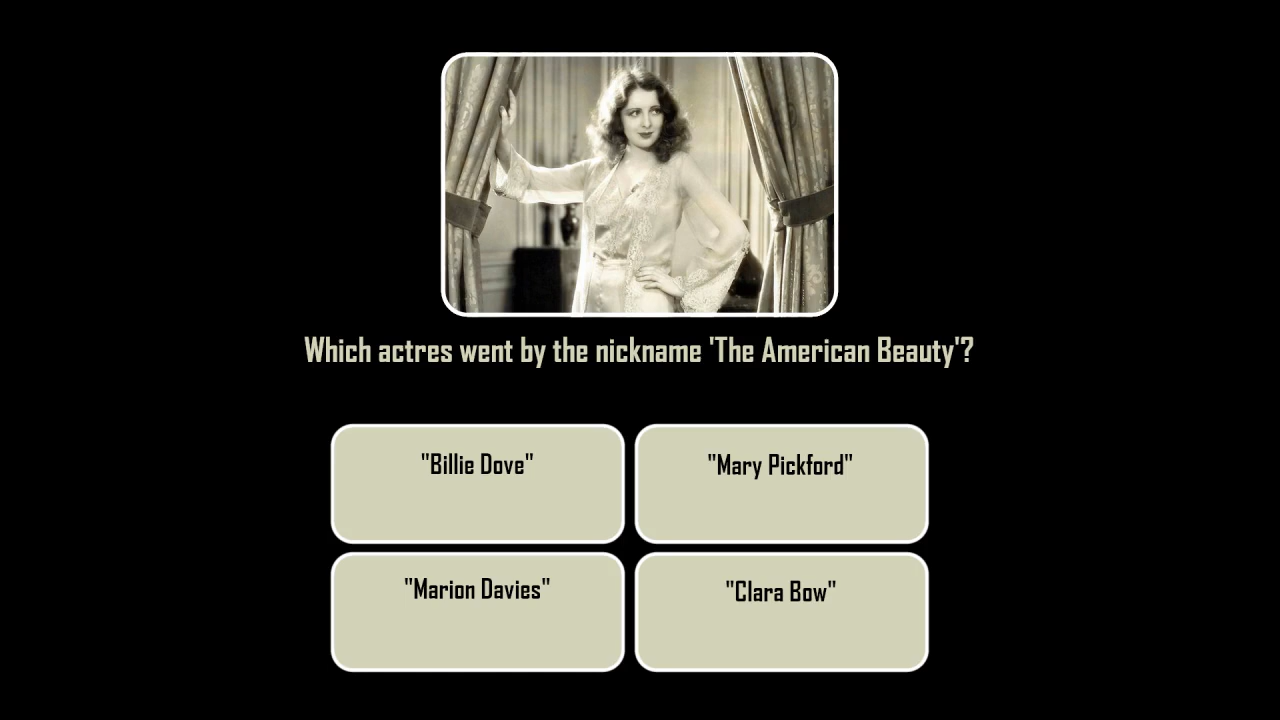 Which actres went by the nickname 'The American Beauty'?
"Billie Dove"
"Mary Pickford"
"Marion Davies"
"Clara Bow"